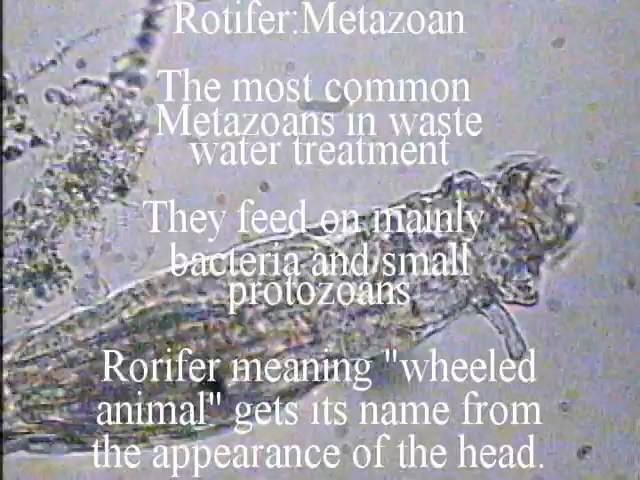 Rotifer:Metazoan
The most common
Metazoans in waste
water treatment
They feed on mainly
bacteria and small
protozoans
Rorifer meaning "wheeled
animal" gets its name from
the appearance of the head.